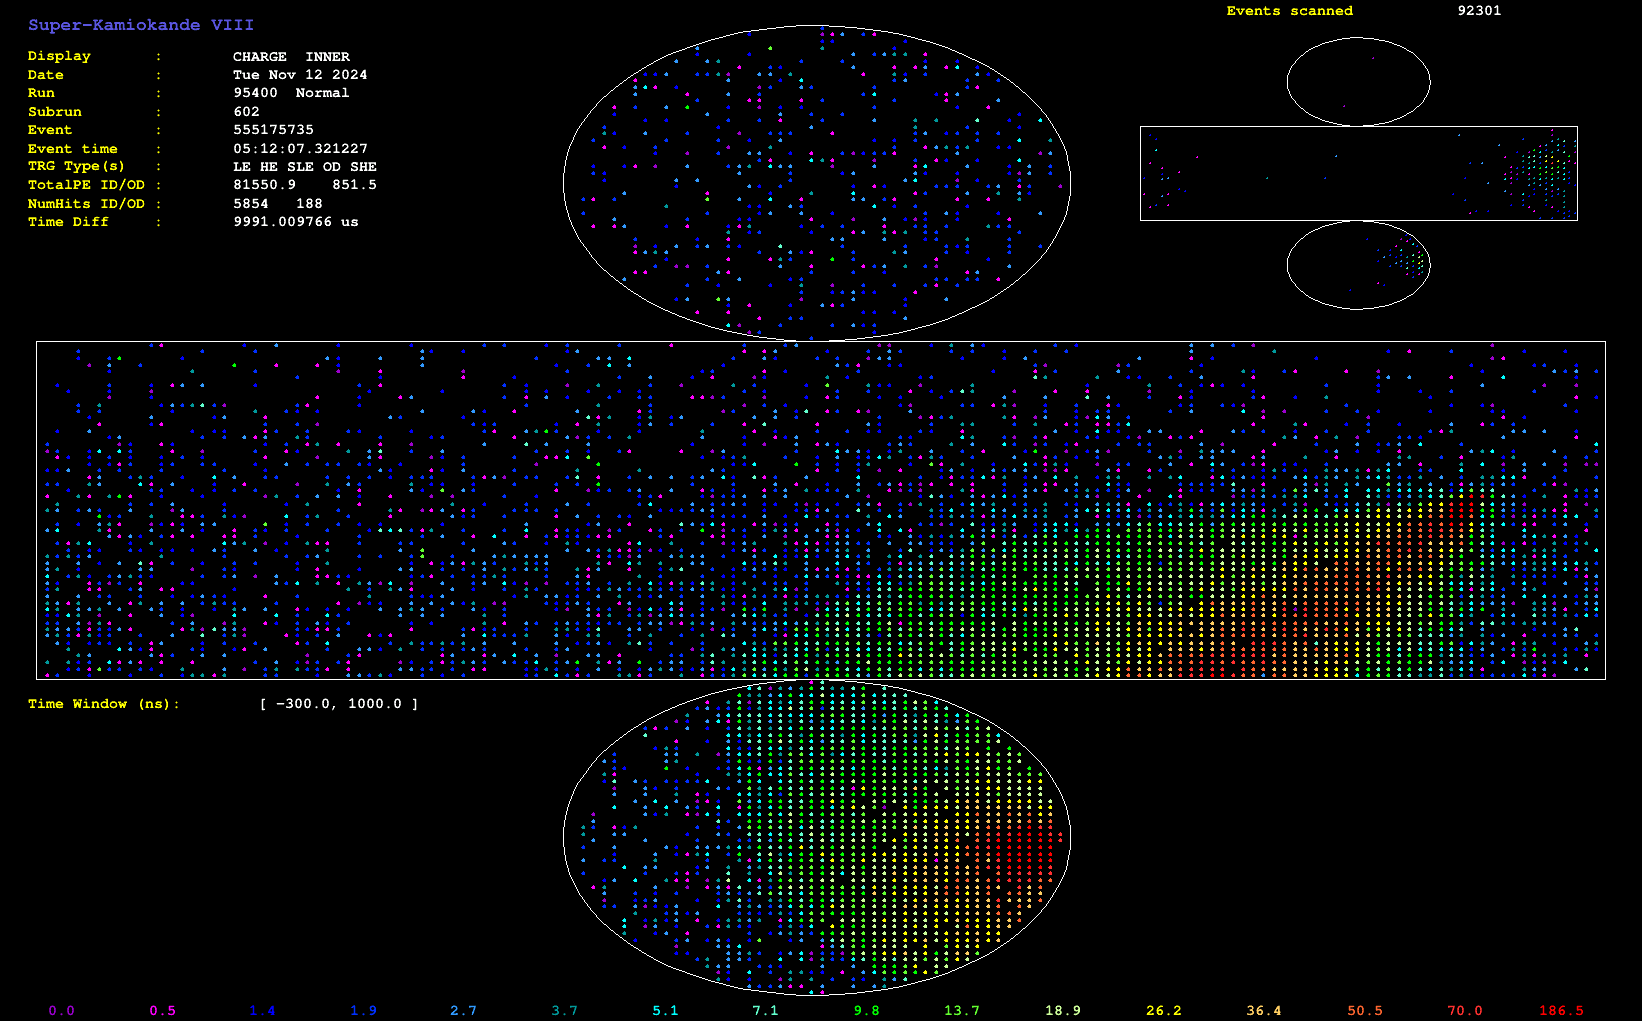 Super-Kamiokande VIII
Events scanned 92301
Display : CHARGE INNER
Date : Tue Nov 12 2024
Run : 95400 Normal
Subrun : 602
Event : 555175735
Event time : 05:12:07.321227
TRG Type(s) : LE HE SLE OD SHE
TotalPE ID/OD : 81550.9 851.5
NumHits ID/OD : 5854 188
Time Diff : 9991.009766 us
Time Window (ns): [ -300.0, 1000.0 ]
0.0 0.5 1.4 1.9 2.7 3.7 5.1 7.1 9.8 13.7 18.9 26.2 36.4 50.5 70.0 186.5